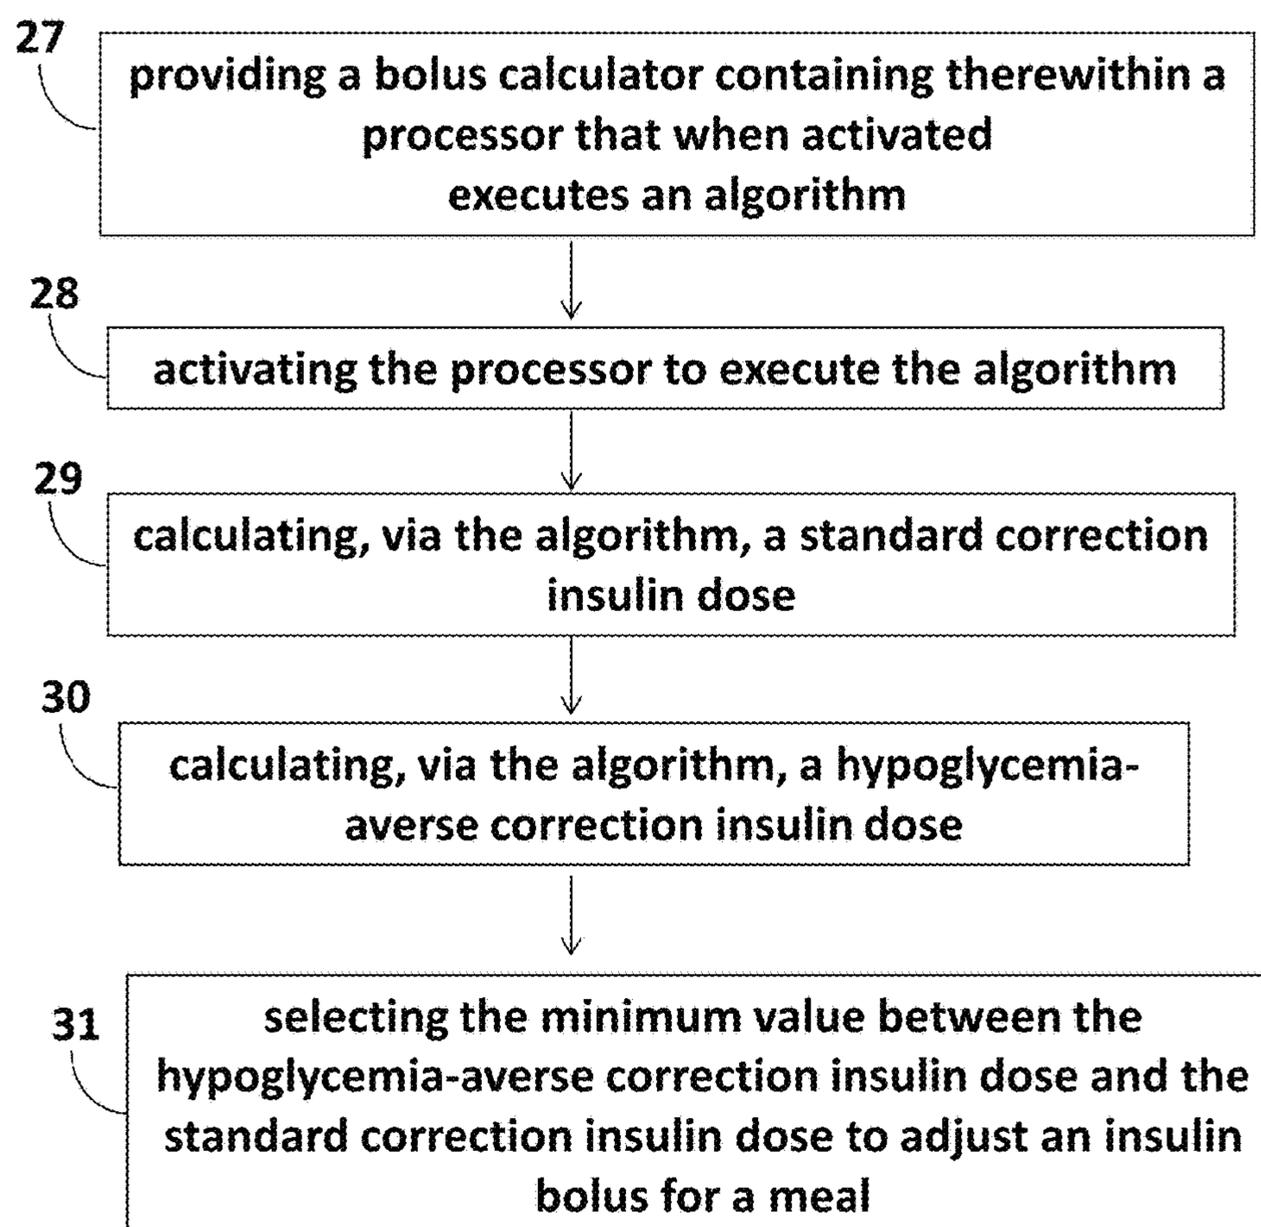 27
providing a bolus calculator containing therewithin a
processor that when activated
executes an algorithm
28
activating the processor to execute the algorithm
29
calculating, via the algorithm, a standard correction
insulin dose
30
calculating, via the algorithm, a hypoglycemia-
averse correction insulin dose
31
selecting the minimum value between the
hypoglycemia-averse correction insulin dose and the
standard correction insulin dose to adjust an insulin
bolus for a meal